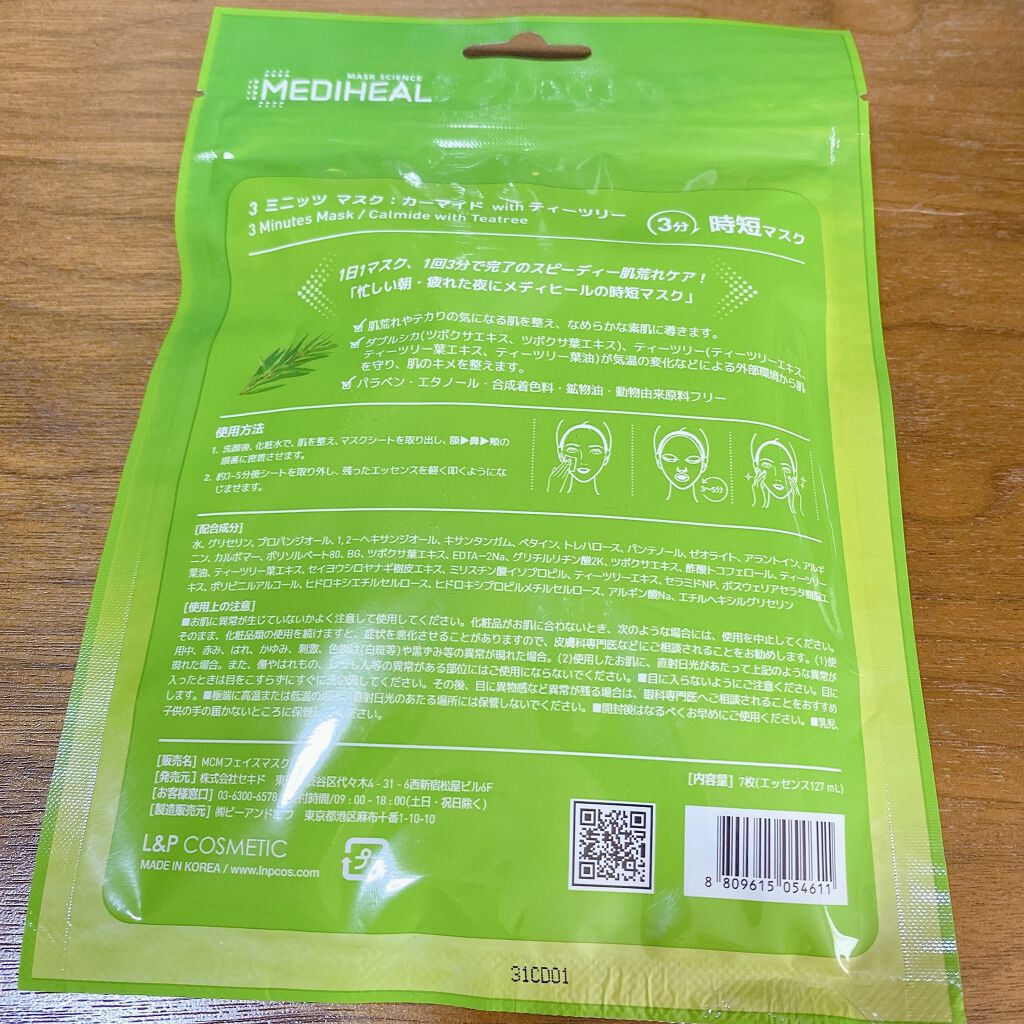 MASK SCIENCE
MEDIHEAL
3 ミニッツ マスク : カーマイド with ティーツリー
3 Minutes Mask / Calmide with Teatree
3分 時短マスク
1日1マスク、1回3分で完了のスピーディー肌荒れケア!
「忙しい朝・疲れた夜にメディヒールの時短マスク」
肌荒れやテカリの気になる肌を整え、なめらかな素肌に導きます。
ダブルシカ(ツボクサエキス、ツボクサ葉エキス)、ティーツリー(ティーツリーエキス、
ティーツリー葉エキス、ティーツリー葉油)が気温の変化などによる外部環境から肌
を守り、肌のキメを整えます。
パラベン・エタノール・合成着色料・鉱物油・動物由来原料フリー
使用方法
1. 洗顔後、化粧水で、肌を整え、マスクシートを取り出し、額▶鼻▶頬の
順番に密着させます。
2. 約3-5分後シートを取り外し、残ったエッセンスを軽く叩くようにな
じませます。
3~5分
[配合成分]
水、グリセリン、プロパンジオール、1,2-ヘキサンジオール、キサンタンガム、ベタイン、トレハロース、パンテノール、ゼオライト、アラントイン、アルギ
ニン、カルボマー、ポリソルベート80、BG、ツボクサ葉エキス、EDTA-2Na、グリチルリチン酸2K、ツボクサエキス、酢酸トコフェロール、ティーツリー
葉油、ティーツリー葉エキス、セイヨウシロヤナギ樹皮エキス、ミリスチン酸イソプロピル、ティーツリーエキス、セラミドNP、ボスウェリアセラタ樹脂エ
キス、ポリビニルアルコール、ヒドロキシエチルセルロース、ヒドロキシプロピルメチルセルロース、アルギン酸Na、エチルヘキシルグリセリン
[使用上の注意]
■お肌に異常が生じていないかよく注意して使用してください。化粧品がお肌に合わないとき、次のような場合には、使用を中止してください。
そのまま、化粧品類の使用を続けますと、症状を悪化させることがありますので、皮膚科専門医などにご相談されることをお勧めします。(1)使
用中、赤み、はれ、かゆみ、刺激、色抜け(白斑等)や黒ずみ等の異常が現れた場合。(2)使用したお肌に、直射日光があたって上記のような異常が
現れた場合。また、傷やはれもの、しっしん等の異常がある部位にはご使用にならないでください。■目に入らないようにご注意ください。目に
入ったときは目をこすらずにすぐに洗い流してください。その後、目に異物感など異常が残る場合は、眼科専門医へご相談されることをおすすめ
します。■極端に高温または低温の 直射日光のあたる場所には保管しないでください。■開封後はなるべくお早めにご使用ください。■乳児、
子供の手の届かないところに保管してください。
[販売名] MCMフェイスマスク
[発売元] 株式会社セキド 東 渋谷区代々木4-31-6西新宿松屋ビル6F
[お客様窓口] 03-6300-6578 付時間/09:00-18:00(土日・祝日除く)
[製造販売元] ㈱ピーアンドエフ 東京都港区麻布十番1-10-10
[内容量] 7枚(エッセンス127 mL)
L&P COSMETIC
MADE IN KOREA / www.lnpcos.com
プラ
8 809615 054611
31CD01